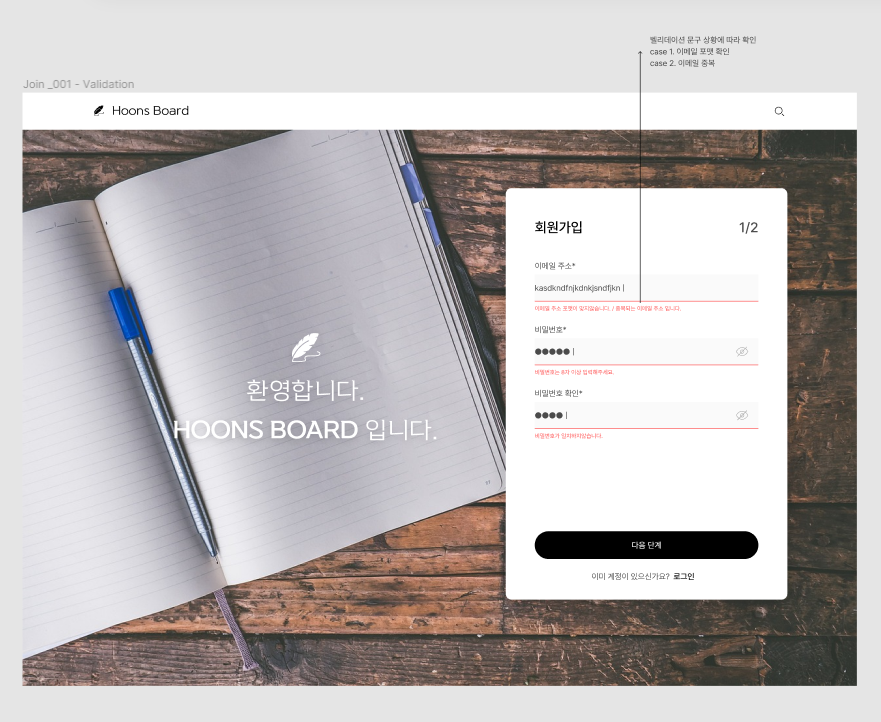 벨리데이션 문구 상황에 따라 확인
case 1. 이메일 포맷 확인
case 2. 이메일 중복
Join _001 - Validation
Hoons Board
회원가입
1/2
이메일 주소*
kasdkndfnjkdnkjsndfjkn |
이메일 주소 포맷이 맞지않습니다. / 중복되는 이메일 주소 입니다.
비밀번호*
비밀번호는 8자 이상 입력해주세요.
비밀번호 확인*
비밀번호가 일치하지않습니다.
환영합니다.
HOONS BOARD 입니다.
다음 단계
이미 계정이 있으신가요? 로그인